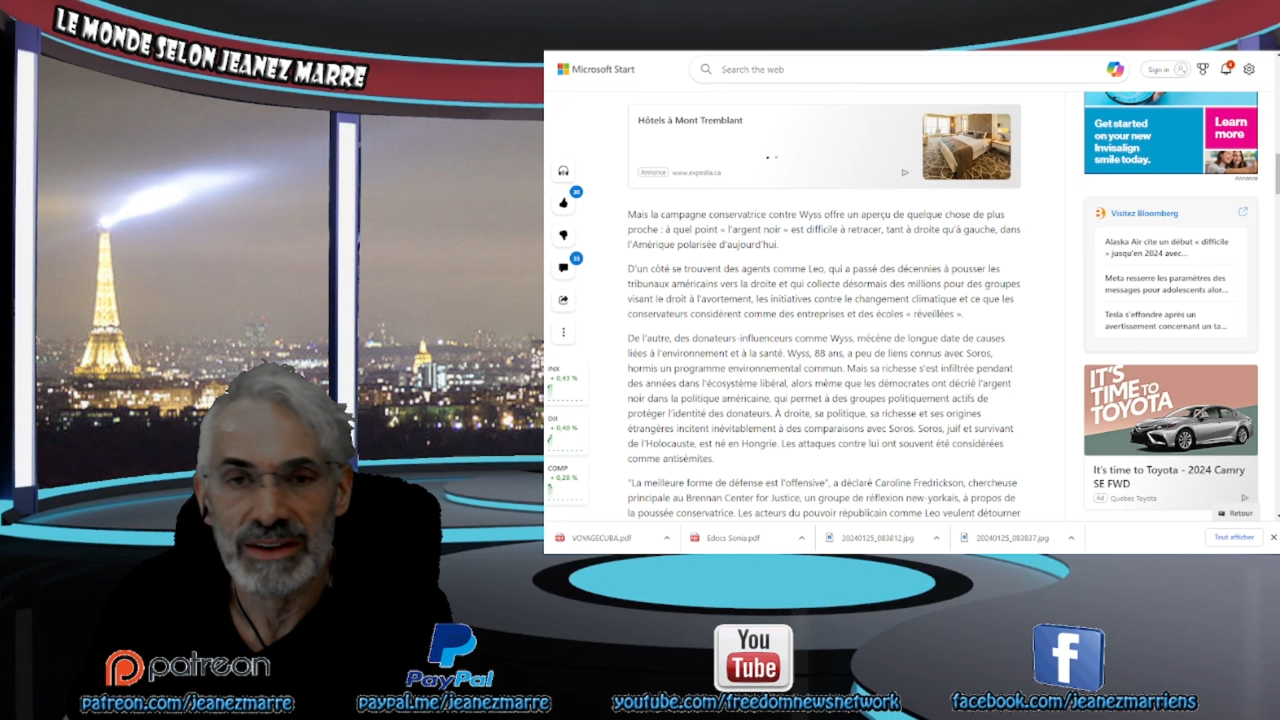 LE MONDE SELON JEANEZ MARRE
Microsoft Start
Search the web
Sign in
4
Hôtels à Mont Tremblant
Annonce www.expedia.ca
30
33
Mais la campagne conservatrice contre Wyss offre un aperçu de quelque chose de plus
proche : à quel point « l'argent noir » est difficile à retracer, tant à droite qu'à gauche, dans
l'Amérique polarisée d'aujourd'hui.
D'un côté se trouvent des agents comme Leo, qui a passé des décennies à pousser les
tribunaux américains vers la droite et qui collecte désormais des millions pour des groupes
visant le droit à l'avortement, les initiatives contre le changement climatique et ce que les
conservateurs considèrent comme des entreprises et des écoles « réveillées ».
De l'autre, des donateurs-influenceurs comme Wyss, mécène de longue date de causes
liées à l'environnement et à la santé. Wyss, 88 ans, a peu de liens connus avec Soros,
hormis un programme environnemental commun. Mais sa richesse s'est infiltrée pendant
des années dans l'écosystème libéral, alors même que les démocrates ont décrié l'argent
noir dans la politique américaine, qui permet à des groupes politiquement actifs de
protéger l'identité des donateurs. À droite, sa politique, sa richesse et ses origines
étrangères incitent inévitablement à des comparaisons avec Soros. Soros, juif et survivant
de l'Holocauste, est né en Hongrie. Les attaques contre lui ont souvent été considérées
comme antisémites.
"La meilleure forme de défense est l'offensive", a déclaré Caroline Fredrickson, chercheuse
principale au Brennan Center for Justice, un groupe de réflexion new-yorkais, à propos de
la poussée conservatrice. Les acteurs du pouvoir républicain comme Leo veulent détourner
INX
+ 0,43 %
DJI
+ 0,40 %
COMP
+ 0,28 %
Get started
on your new
Invisalign
smile today.
Learn
more
Annonce
Visitez Bloomberg
Alaska Air cite un début « difficile
» jusqu'en 2024 avec...
Meta resserre les paramètres des
messages pour adolescents alor...
Tesla s'effondre après un
avertissement concernant un ta...
IT'S
TIME TO
TOYOTA
It's time to Toyota - 2024 Camry
SE FWD
Ad Quebec Toyota
Retour
VOYAGECUBA.pdf
Edocs Sonia.pdf
20240125_083812.jpg
20240125_083837.jpg
Tout afficher
patreon
PayPal
You
Tube
patreon.com/jeanezmarre
paypal.me/jeanezmarre
youtube.com/freedomnewsnetwork
facebook.com/jeanezmarriens